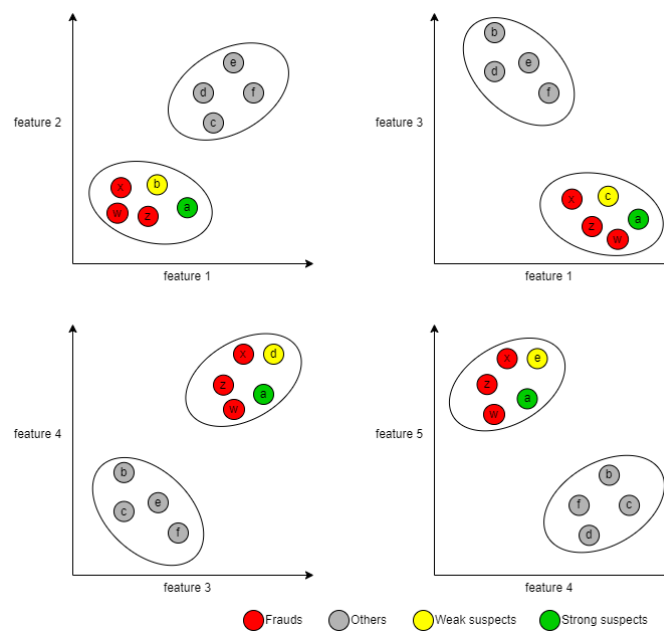 e
d
f
c
feature 2
x
b
a
w
z
feature 1
b
e
d
f
feature 3
x
c
a
z
w
feature 1
x
d
z
a
w
feature 4
b
e
c
f
feature 3
x
e
z
a
w
feature 5
b
f
c
d
feature 4
Frauds
Others
Weak suspects
Strong suspects